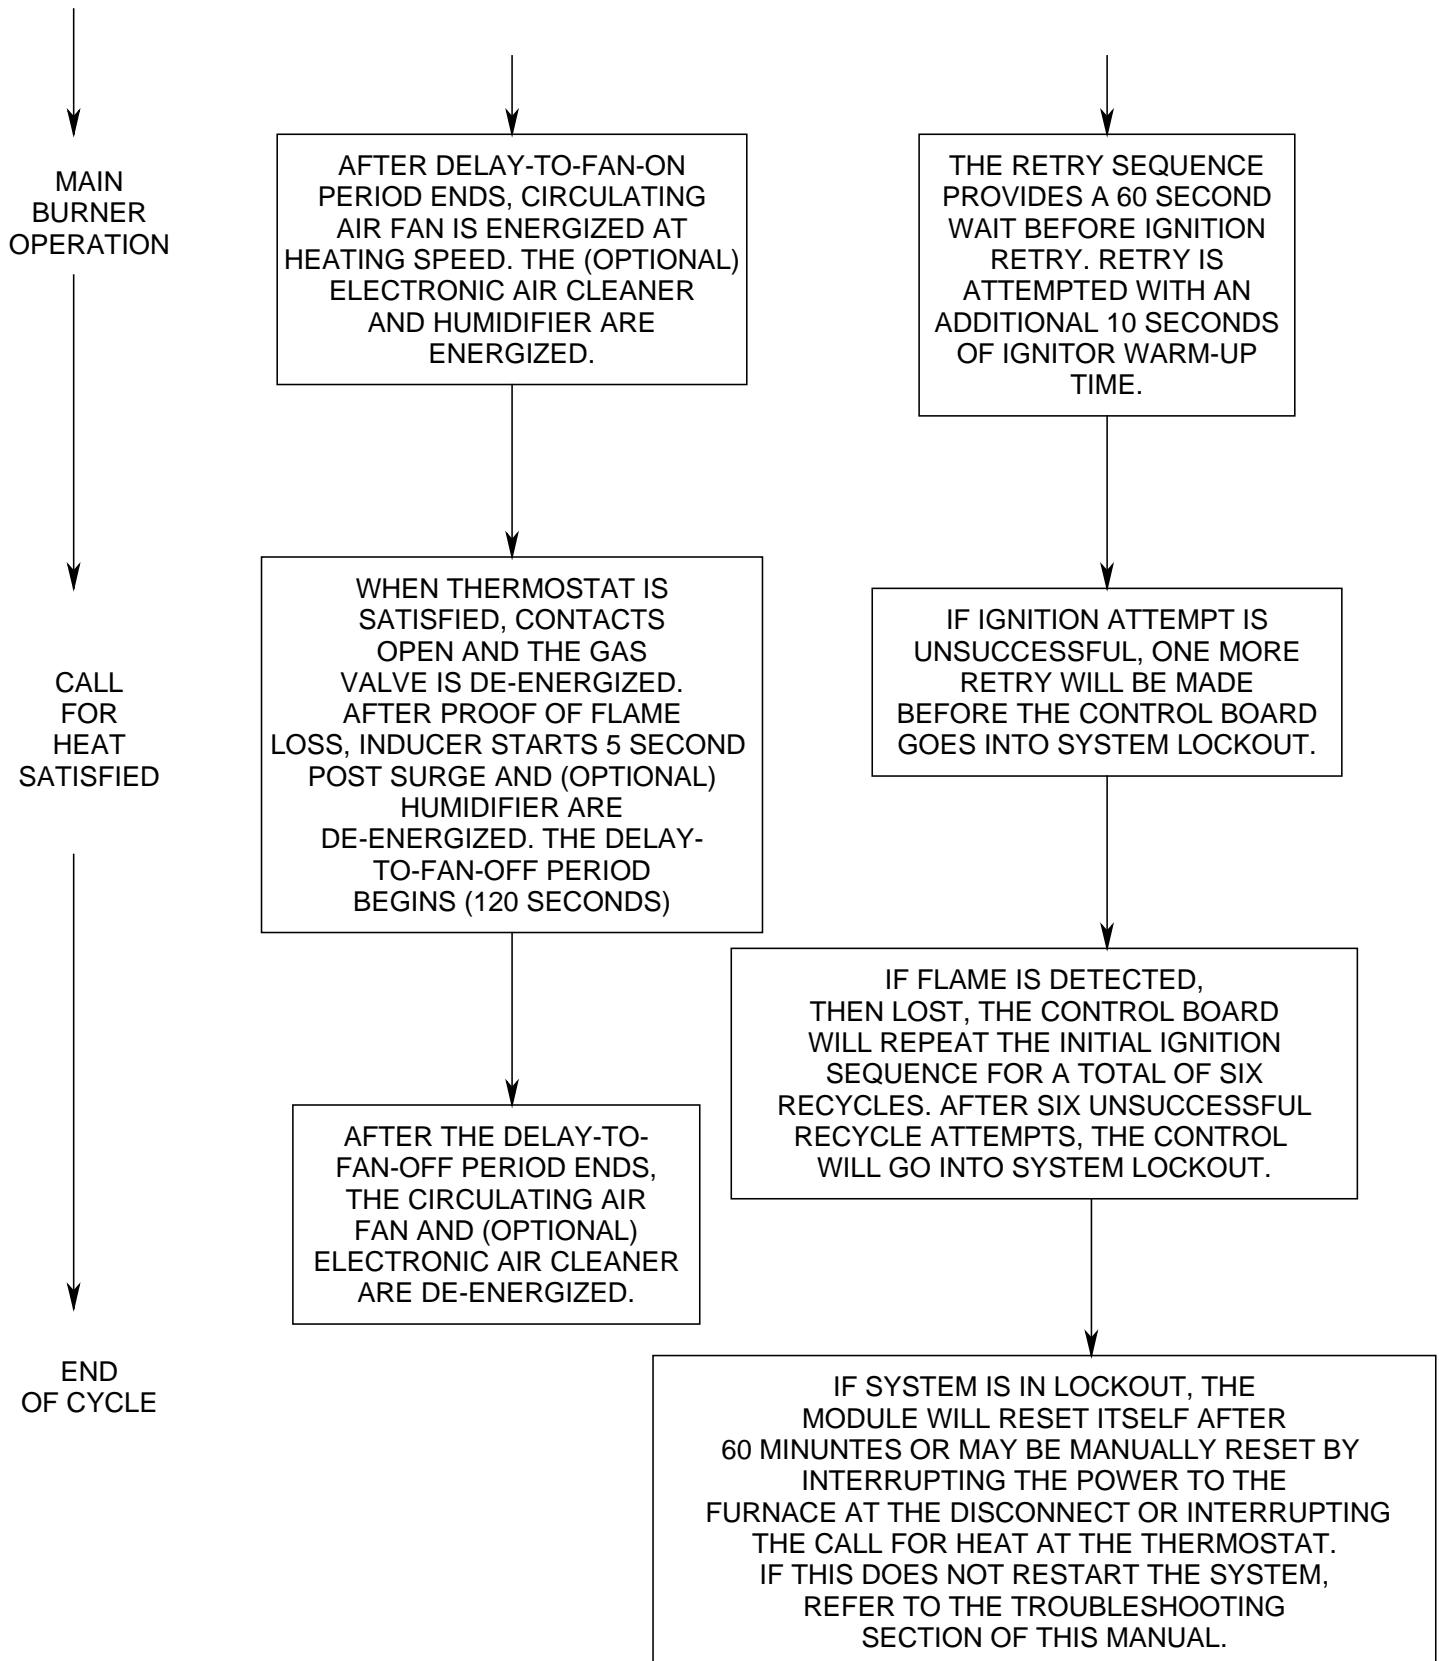 MAIN
BURNER
OPERATION
CALL
FOR
HEAT
SATISFIED
END
OF CYCLE
AFTER DELAY-TO-FAN-ON
PERIOD ENDS, CIRCULATING
AIR FAN IS ENERGIZED AT
HEATING SPEED. THE (OPTIONAL)
ELECTRONIC AIR CLEANER
AND HUMIDIFIER ARE
ENERGIZED.
WHEN THERMOSTAT IS
SATISFIED, CONTACTS
OPEN AND THE GAS
VALVE IS DE-ENERGIZED.
AFTER PROOF OF FLAME
LOSS, INDUCER STARTS 5 SECOND
POST SURGE AND (OPTIONAL)
HUMIDIFIER ARE
DE-ENERGIZED. THE DELAY-
TO-FAN-OFF PERIOD
BEGINS (120 SECONDS)
AFTER THE DELAY-TO-
FAN-OFF PERIOD ENDS,
THE CIRCULATING AIR
FAN AND (OPTIONAL)
ELECTRONIC AIR CLEANER
ARE DE-ENERGIZED.
THE RETRY SEQUENCE
PROVIDES A 60 SECOND
WAIT BEFORE IGNITION
RETRY. RETRY IS
ATTEMPTED WITH AN
ADDITIONAL 10 SECONDS
OF IGNITOR WARM-UP
TIME.
IF IGNITION ATTEMPT IS
UNSUCCESSFUL, ONE MORE
RETRY WILL BE MADE
BEFORE THE CONTROL BOARD
GOES INTO SYSTEM LOCKOUT.
IF FLAME IS DETECTED,
THEN LOST, THE CONTROL BOARD
WILL REPEAT THE INITIAL IGNITION
SEQUENCE FOR A TOTAL OF SIX
RECYCLES. AFTER SIX UNSUCCESSFUL
RECYCLE ATTEMPTS, THE CONTROL
WILL GO INTO SYSTEM LOCKOUT.
IF SYSTEM IS IN LOCKOUT, THE
MODULE WILL RESET ITSELF AFTER
60 MINUNTES OR MAY BE MANUALLY RESET BY
INTERRUPTING THE POWER TO THE
FURNACE AT THE DISCONNECT OR INTERRUPTING
THE CALL FOR HEAT AT THE THERMOSTAT.
IF THIS DOES NOT RESTART THE SYSTEM,
REFER TO THE TROUBLESHOOTING
SECTION OF THIS MANUAL.